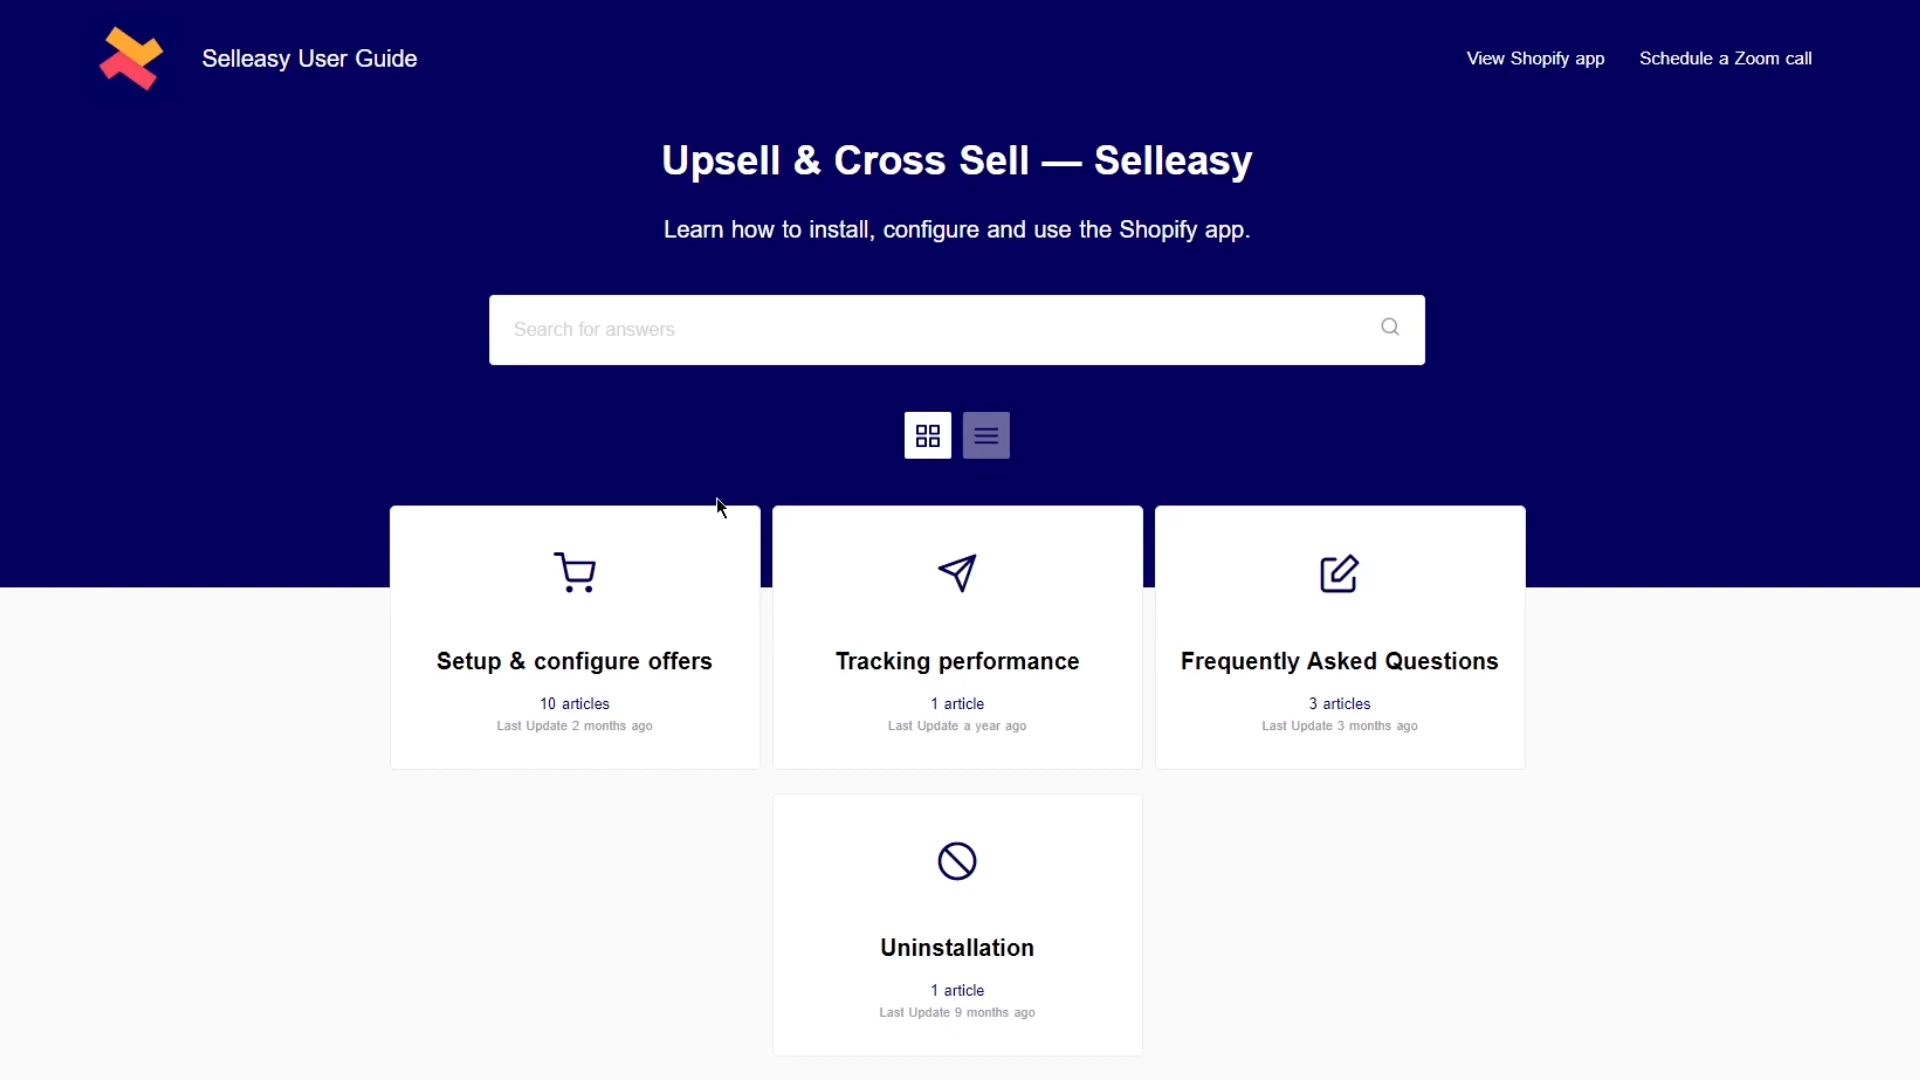 Selleasy User Guide
View Shopify app
Schedule a Zoom call
Upsell & Cross Sell — Selleasy
Learn how to install, configure and use the Shopify app.
Search for answers
Setup & configure offers
10 articles
Last Update 2 months ago
Tracking performance
1 article
Last Update a year ago
Frequently Asked Questions
3 articles
Last Update 3 months ago
Uninstallation
1 article
Last Update 9 months ago